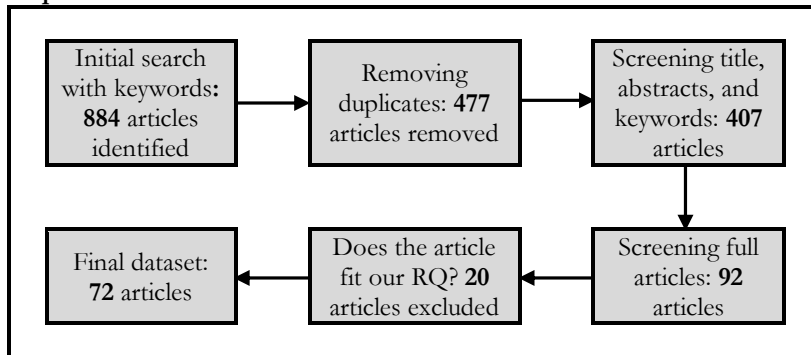 Initial search
with keywords:
884 articles
identified
Removing
duplicates: 477
articles removed
Screening title,
abstracts, and
keywords: 407
articles
Screening full
articles: 92
articles
Does the article
fit our RQ? 20
articles excluded
Final dataset:
72 articles